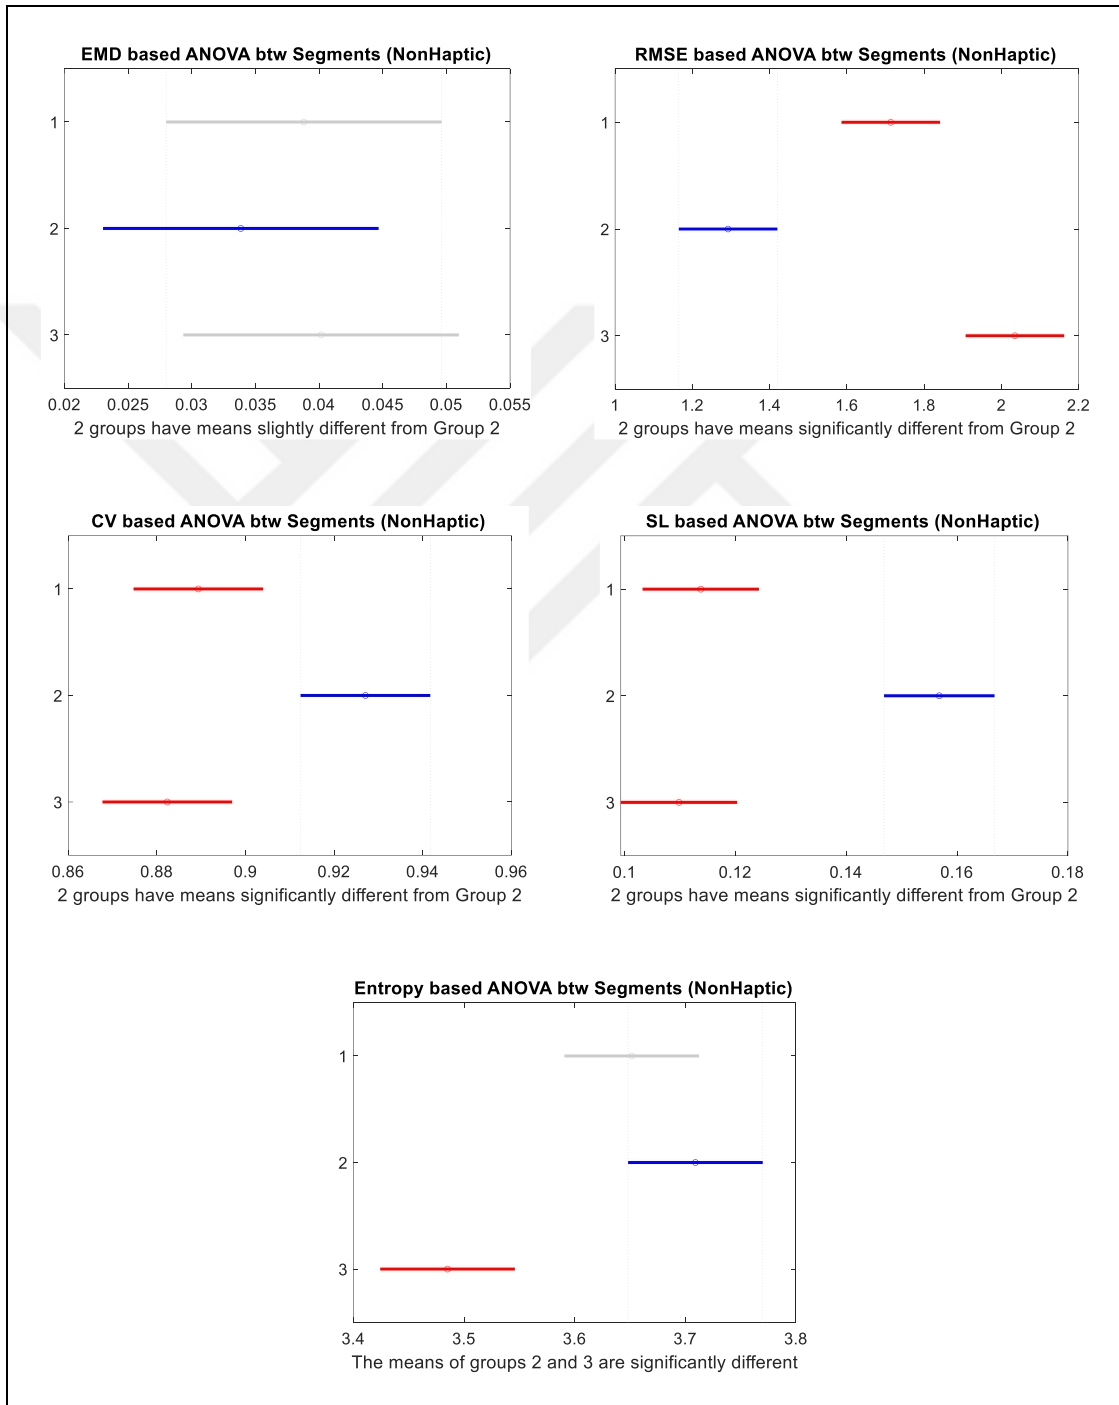 EMD based ANOVA btw Segments (NonHaptic)
1
2
3
0.02 0.025 0.03 0.035 0.04 0.045 0.05 0.055
2 groups have means slightly different from Group 2
RMSE based ANOVA btw Segments (NonHaptic)
1
2
3
1 1.2 1.4 1.6 1.8 2 2.2
2 groups have means significantly different from Group 2
CV based ANOVA btw Segments (NonHaptic)
1
2
3
0.86 0.88 0.9 0.92 0.94 0.96
2 groups have means significantly different from Group 2
SL based ANOVA btw Segments (NonHaptic)
1
2
3
0.1 0.12 0.14 0.16 0.18
2 groups have means significantly different from Group 2
Entropy based ANOVA btw Segments (NonHaptic)
1
2
3
3.4 3.5 3.6 3.7 3.8
The means of groups 2 and 3 are significantly different